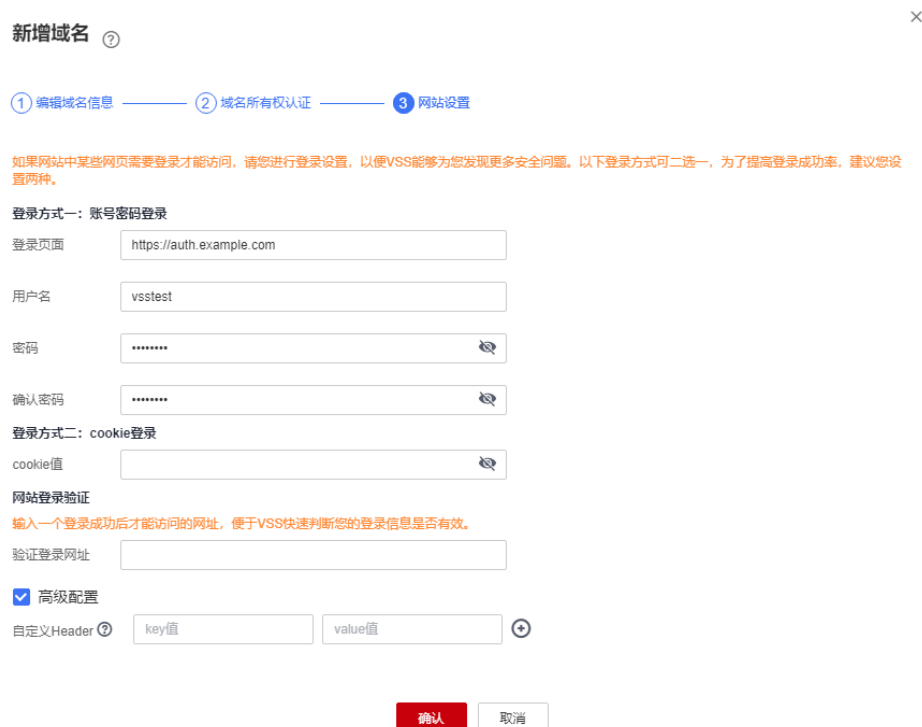 新增域名 ?
1 编辑域名信息 2 域名所有权认证 3 网站设置
如果网站中某些网页需要登录才能访问，请您进行登录设置，以便VSS能够为您发现更多安全问题。以下登录方式可二选一，为了提高登录成功率，建议您设
置两种。
登录方式一：账号密码登录
登录页面 https://auth.example.com
用户名 vsstest
密码 ••••••••
确认密码 ••••••••
登录方式二：cookie登录
cookie值
网站登录验证
输入一个登录成功后才能访问的网址，便于VSS快速判断您的登录信息是否有效。
验证登录网址
高级配置
自定义Header ? key值 value值
确认 取消